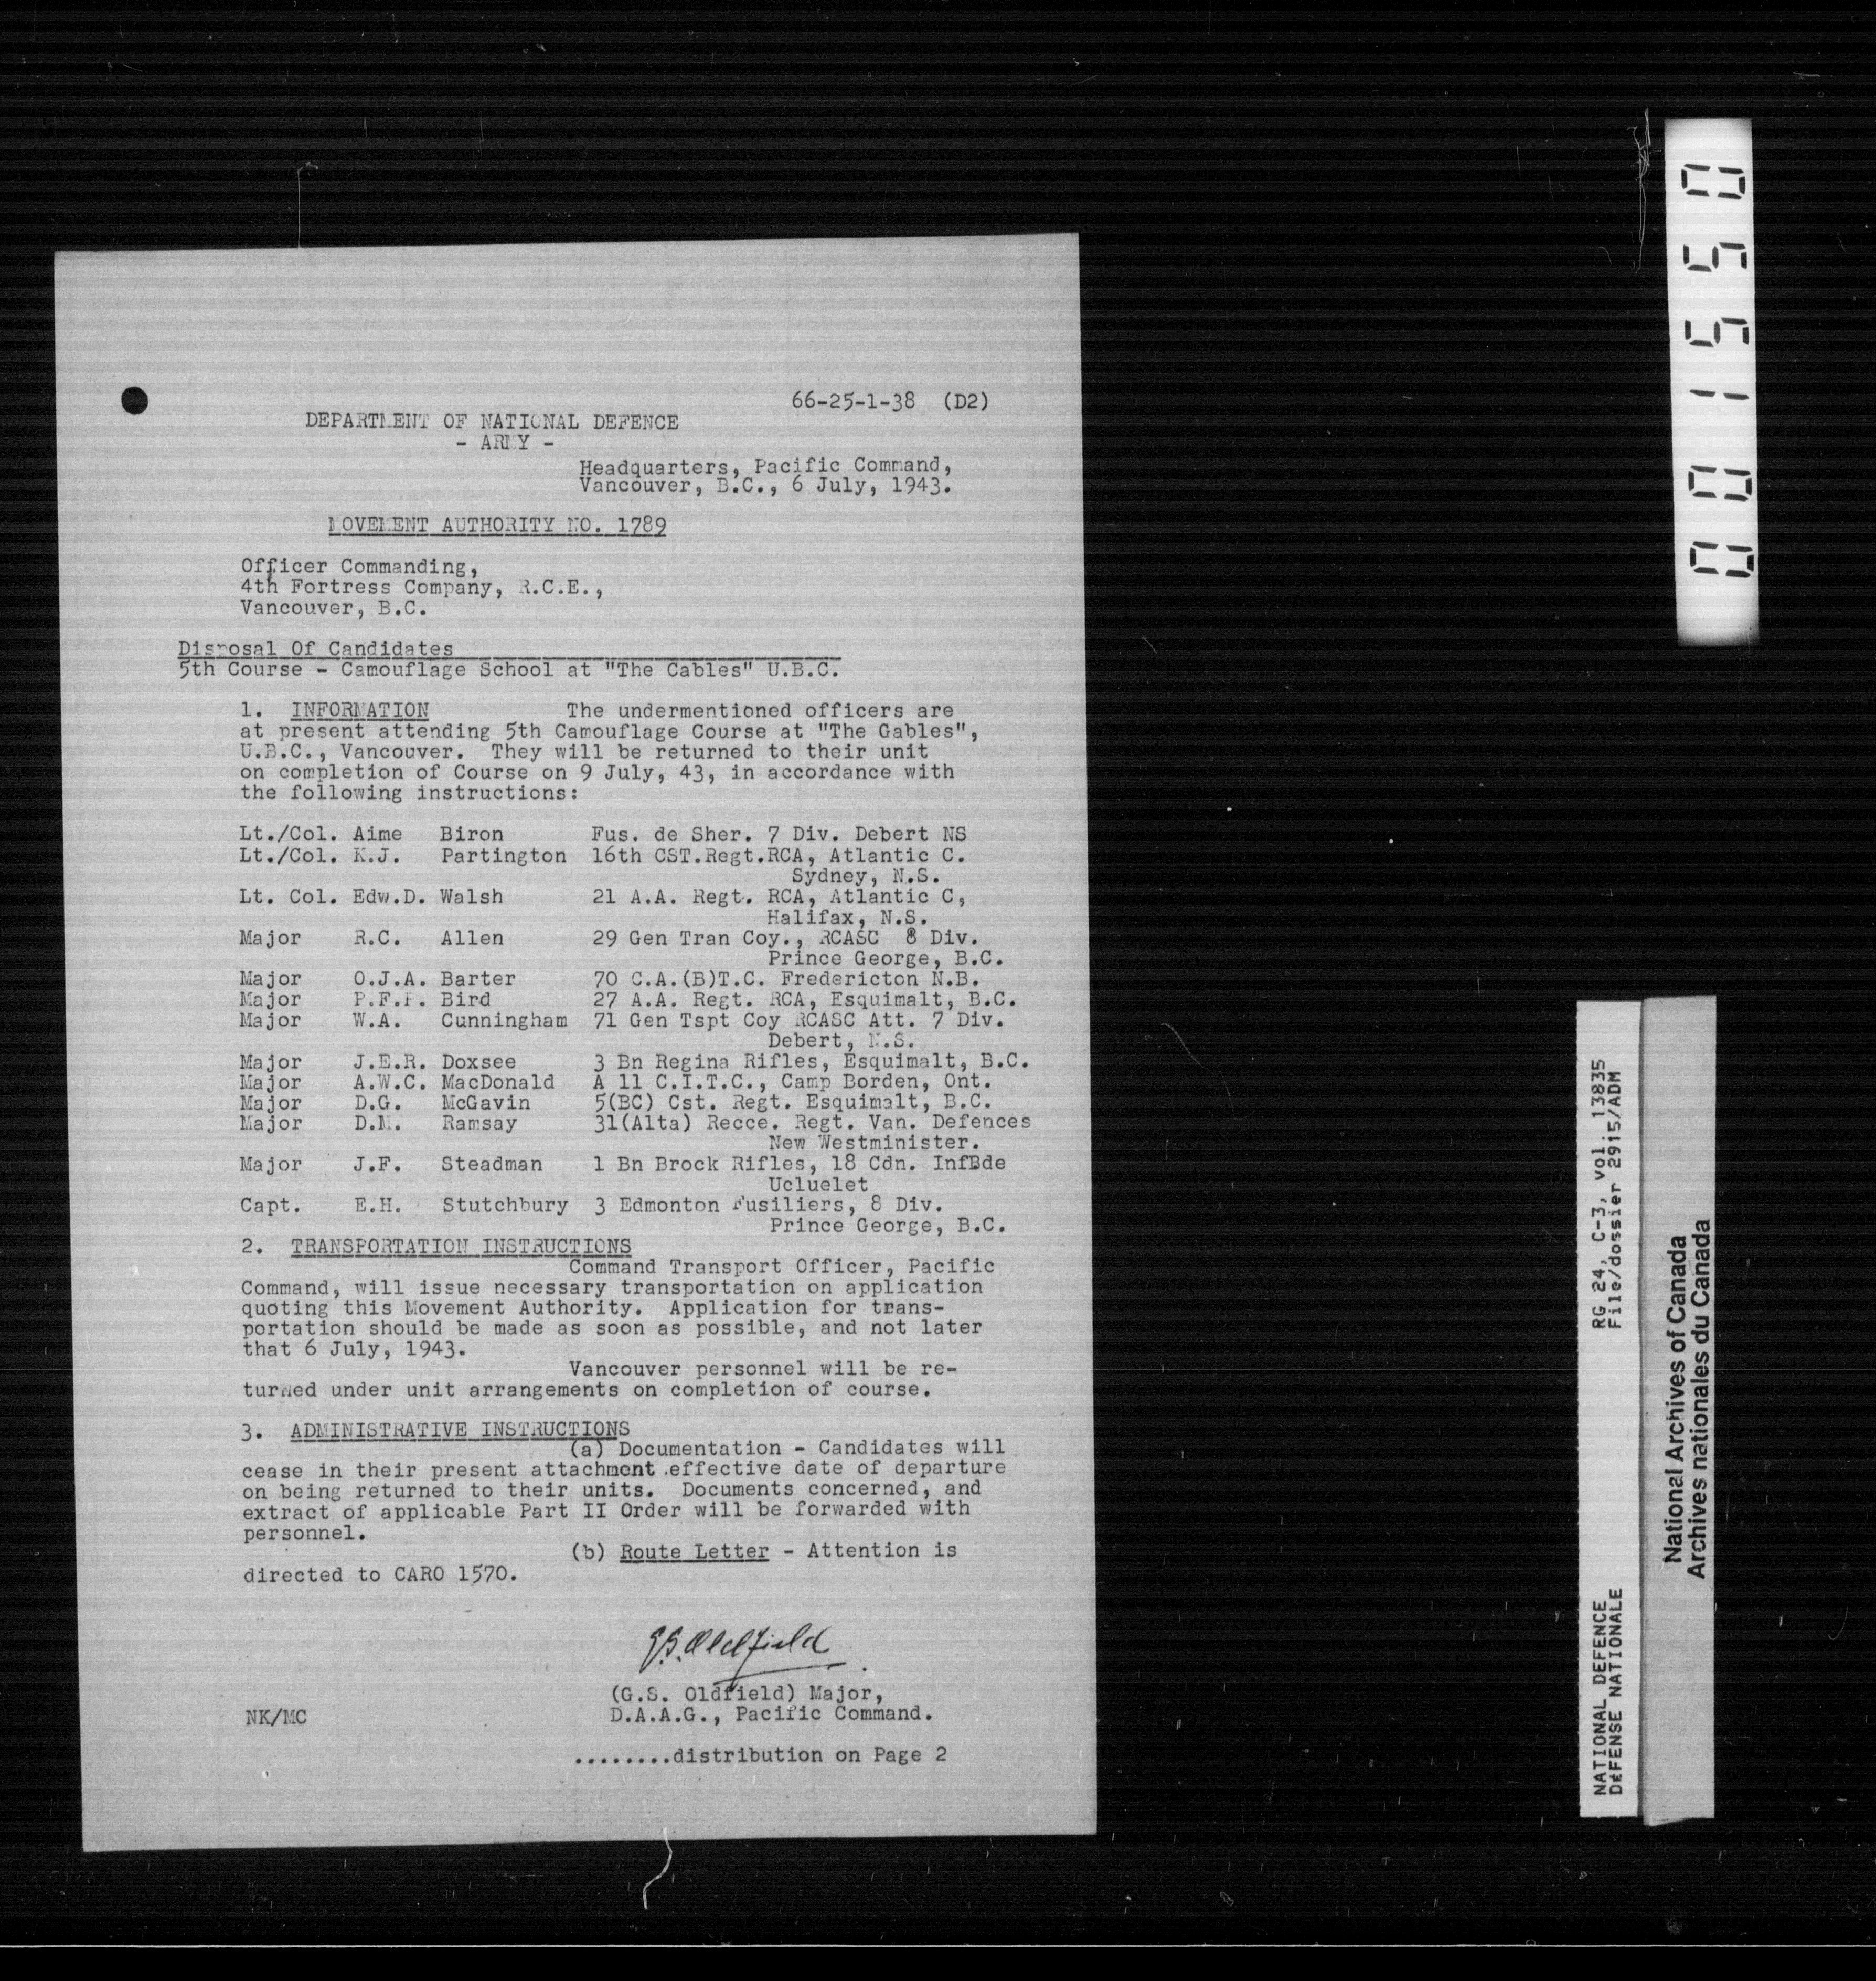 66-25-1-38 (D2)
DEPARTMENT OF NATIONAL DEFENCE
- ARMY -
Headquarters, Pacific Command,
Vancouver, B.C., 6 July, 1943.
MOVEMENT AUTHORITY NO. 1789
Officer Commanding,
4th Fortress Company, R.C.E.,
Vancouver, B.C.
Disposal Of Candidates
5th Course - Camouflage School at "The Cables" U.B.C.
1. INFORMATION The undermentioned officers are
at present attending 5th Camouflage Course at "The Gables",
U.B.C., Vancouver. They will be returned to their unit
on completion of Course on 9 July, 43, in accordance with
the following instructions:
Lt./Col. Aime Biron Fus. de Sher. 7 Div. Debert NS
Lt./Col. K.J. Partington 16th CST.Regt.RCA, Atlantic C.
Sydney, N.S.
Lt. Col. Edw.D. Walsh 21 A.A. Regt. RCA, Atlantic C,
Halifax, N.S.
Major R.C. Allen 29 Gen Tran Coy., RCASC 8 Div.
Prince George, B.C.
Major O.J.A. Barter 70 C.A.(B)T.C. Fredericton N.B.
Major P.F.P. Bird 27 A.A. Regt. RCA, Esquimalt, B.C.
Major W.A. Cunningham 71 Gen Tspt Coy RCASC Att. 7 Div.
Debert, N.S.
Major J.E.R. Doxsee 3 Bn Regina Rifles, Esquimalt, B.C.
Major A.W.C. MacDonald A 11 C.I.T.C., Camp Borden, Ont.
Major D.G. McGavin 5(BC) Cst. Regt. Esquimalt, B.C.
Major D.M. Ramsay 31(Alta) Recce. Regt. Van. Defences
New Westminister.
Major J.F. Steadman 1 Bn Brock Rifles, 18 Cdn. InfBde
Ucluelet
Capt. E.H. Stutchbury 3 Edmonton Fusiliers, 8 Div.
Prince George, B.C.
2. TRANSPORTATION INSTRUCTIONS
Command Transport Officer, Pacific
Command, will issue necessary transportation on application
quoting this Movement Authority. Application for trans-
portation should be made as soon as possible, and not later
that 6 July, 1943.
Vancouver personnel will be re-
turned under unit arrangements on completion of course.
3. ADMINISTRATIVE INSTRUCTIONS
(a) Documentation - Candidates will
cease in their present attachment effective date of departure
on being returned to their units. Documents concerned, and
extract of applicable Part II Order will be forwarded with
personnel.
(b) Route Letter - Attention is
directed to CARO 1570.
G.S. Oldfield
(G.S. Oldfield) Major,
NK/MC D.A.A.G., Pacific Command.
........distribution on Page 2
001550
NATIONAL DEFENCE RG 24, C-3, vol. 13835
DEFENSE NATIONALE File/dossier 2915/ADM
National Archives of Canada
Archives nationales du Canada